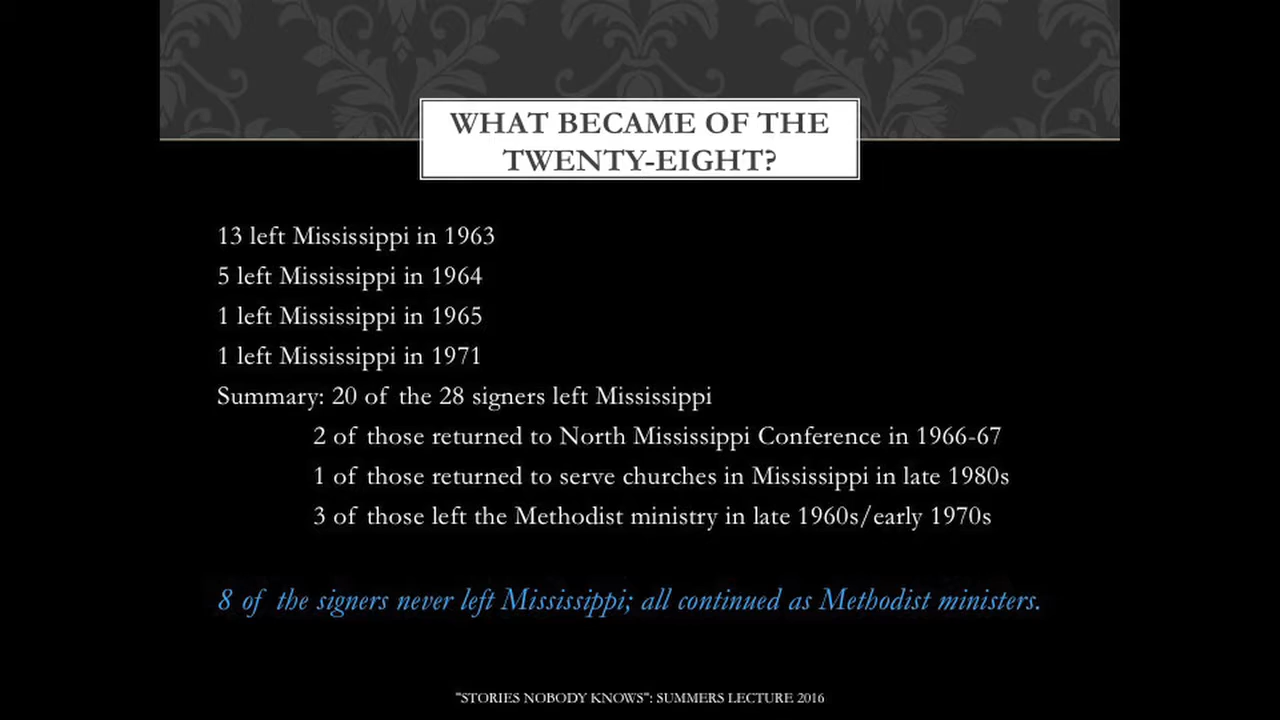 WHAT BECAME OF THE
TWENTY-EIGHT?
13 left Mississippi in 1963
5 left Mississippi in 1964
1 left Mississippi in 1965
1 left Mississippi in 1971
Summary: 20 of the 28 signers left Mississippi
2 of those returned to North Mississippi Conference in 1966-67
1 of those returned to serve churches in Mississippi in late 1980s
3 of those left the Methodist ministry in late 1960s/early 1970s
8 of the signers never left Mississippi; all continued as Methodist ministers.
"STORIES NOBODY KNOWS": SUMMERS LECTURE 2016